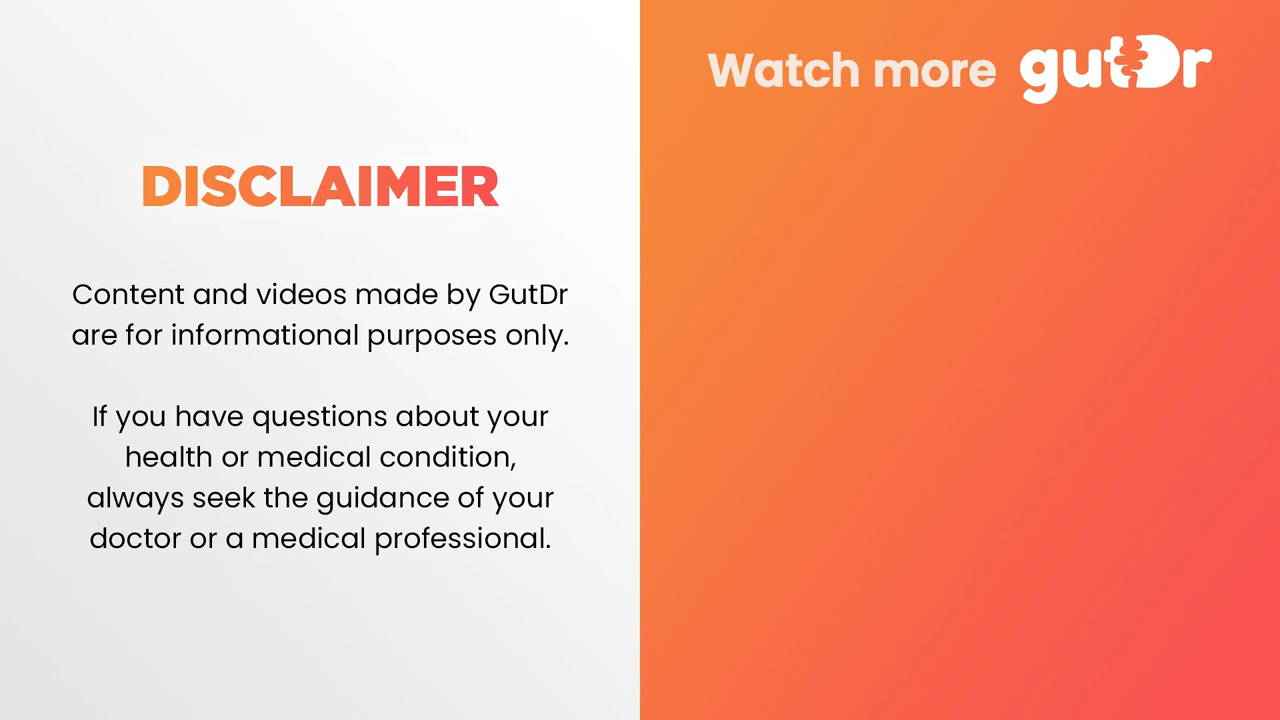 DISCLAIMER
Content and videos made by GutDr
are for informational purposes only.
If you have questions about your
health or medical condition,
always seek the guidance of your
doctor or a medical professional.
Watch more gutDr